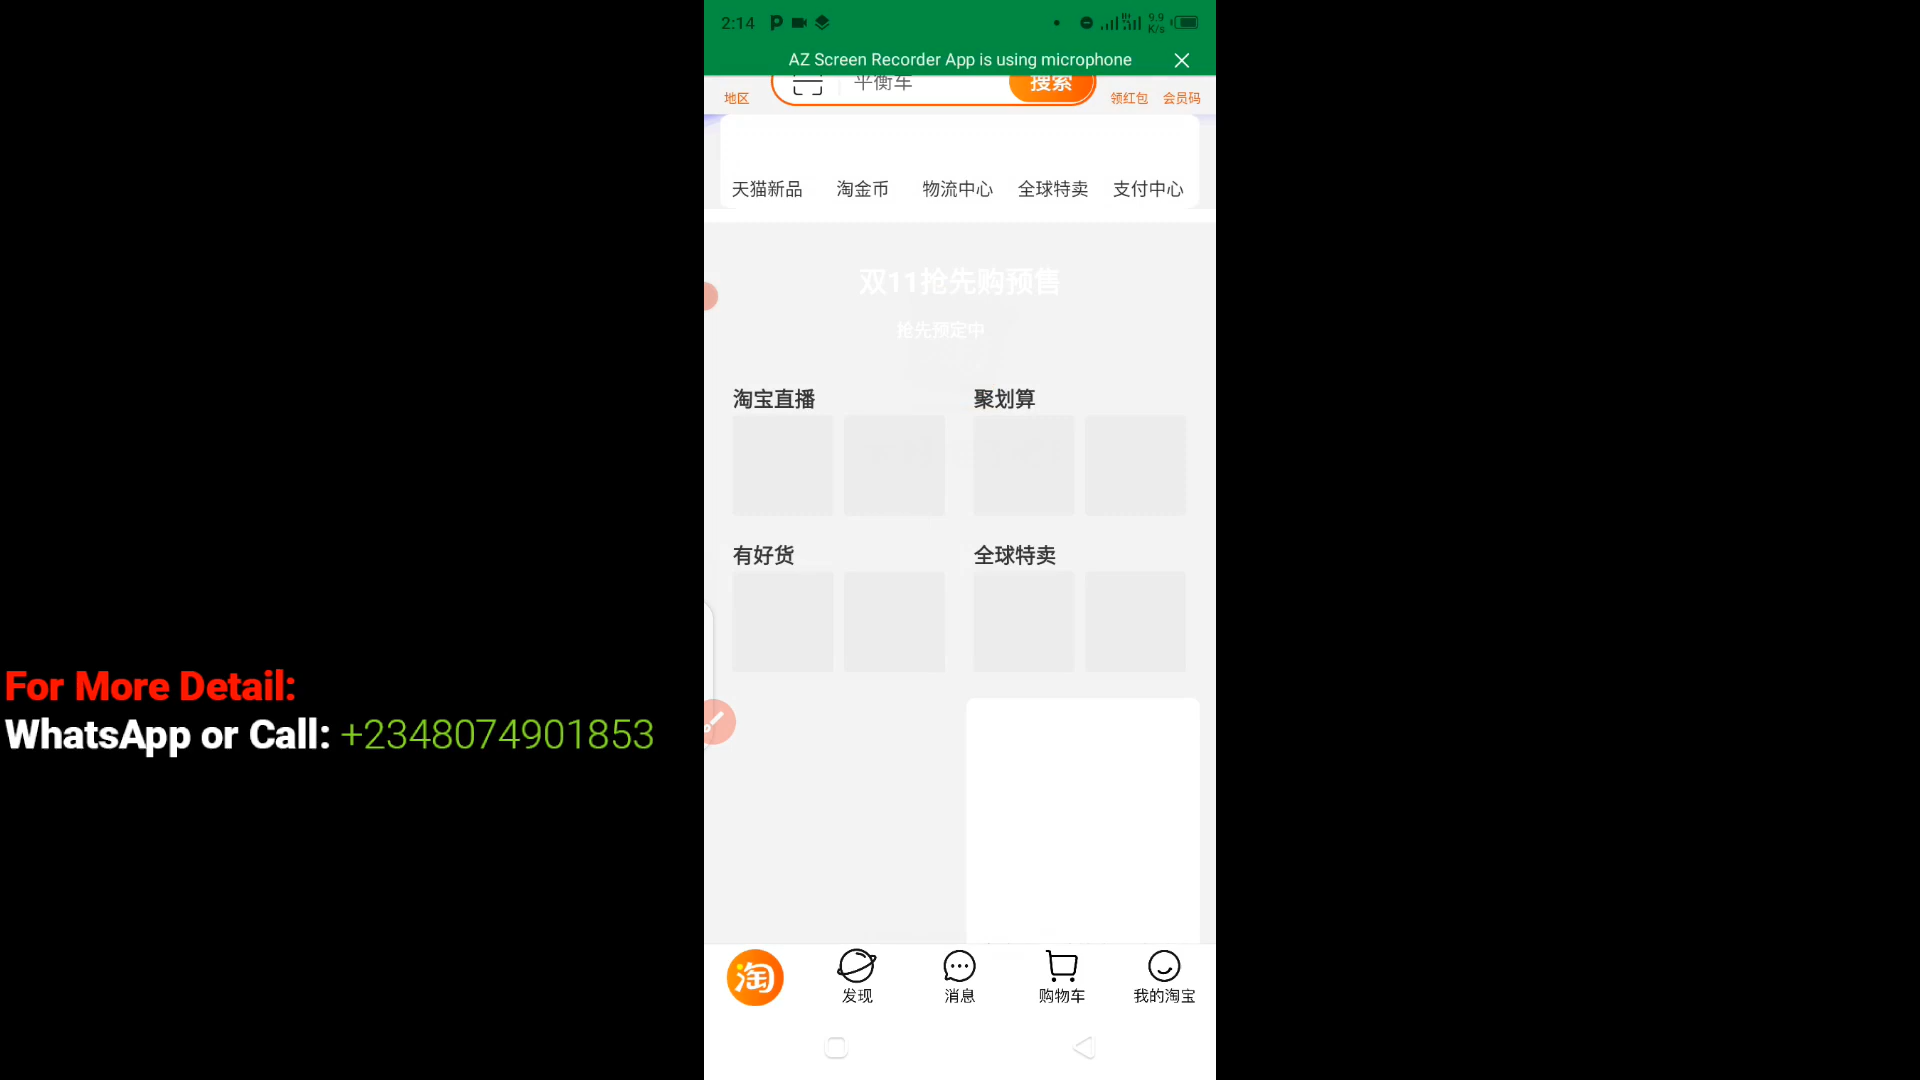 2:14
9.9
K/s
AZ Screen Recorder App is using microphone
地区
平衡车
搜索
领红包
会员码
天猫新品
淘金币
物流中心
全球特卖
支付中心
双11抢先购预售
抢先预定中
淘宝直播
聚划算
有好货
全球特卖
For More Detail:
WhatsApp or Call: +2348074901853
淘
发现
消息
购物车
我的淘宝